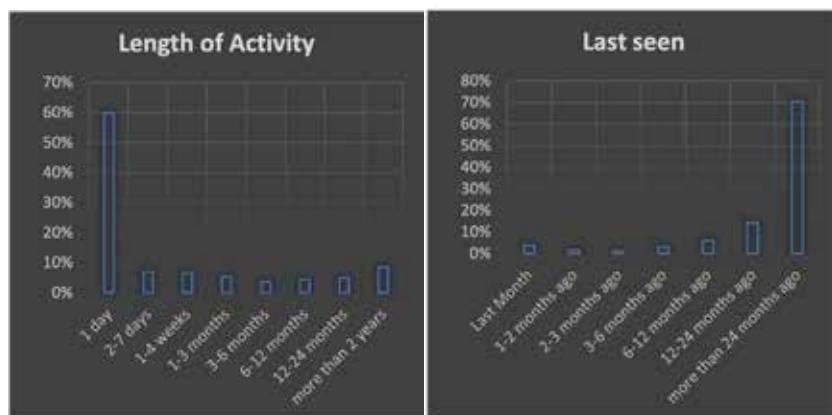 Length of Activity
70%
60%
50%
40%
30%
20%
10%
0%
1 day
2-7 days
1-4 weeks
1-3 months
3-6 months
6-12 months
12-24 months
more than 2 years
Last seen
80%
70%
60%
50%
40%
30%
20%
10%
0%
Last Month
1-2 months ago
2-3 months ago
3-6 months ago
6-12 months ago
12-24 months ago
more than 24 months ago